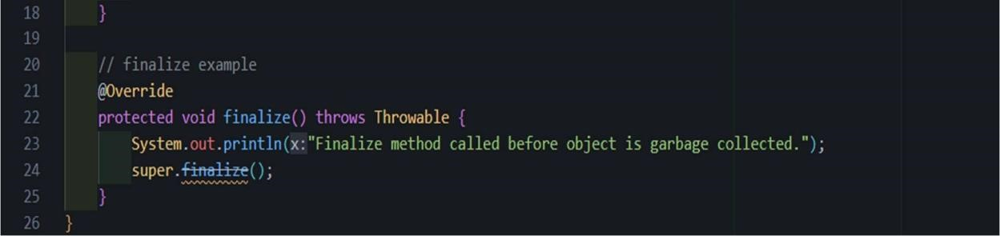 18 }
19
20 // finalize example
21 @Override
22 protected void finalize() throws Throwable {
23 System.out.println(x:"Finalize method called before object is garbage collected.");
24 super.finalize();
25 }
26 }